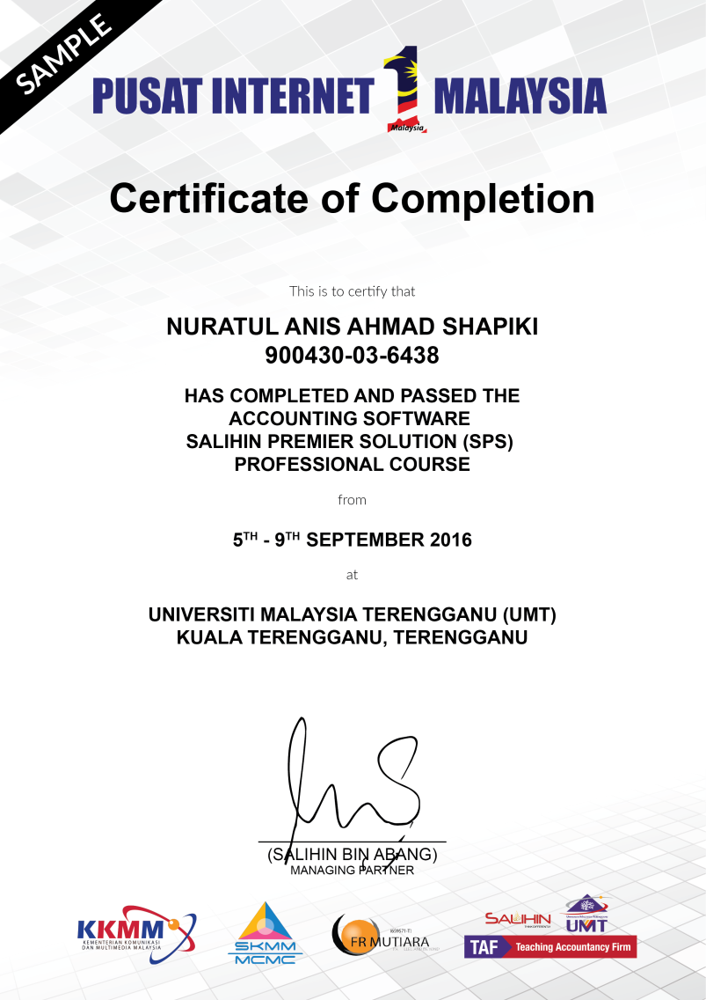 SAMPLE
PUSAT INTERNET 1 MALAYSIA
Malaysia
Certificate of Completion
This is to certify that
NURATUL ANIS AHMAD SHAPIKI
900430-03-6438
HAS COMPLETED AND PASSED THE
ACCOUNTING SOFTWARE
SALIHIN PREMIER SOLUTION (SPS)
PROFESSIONAL COURSE
from
5TH - 9TH SEPTEMBER 2016
at
UNIVERSITI MALAYSIA TERENGGANU (UMT)
KUALA TERENGGANU, TERENGGANU
(SALIHIN BIN ABANG)
MANAGING PARTNER
KKMM
KEMENTERIAN KOMUNIKASI
DAN MULTIMEDIA MALAYSIA
SKMM
MCMC
FR MUTIARA
SALIHIN
UMT
TAF Teaching Accountancy Firm